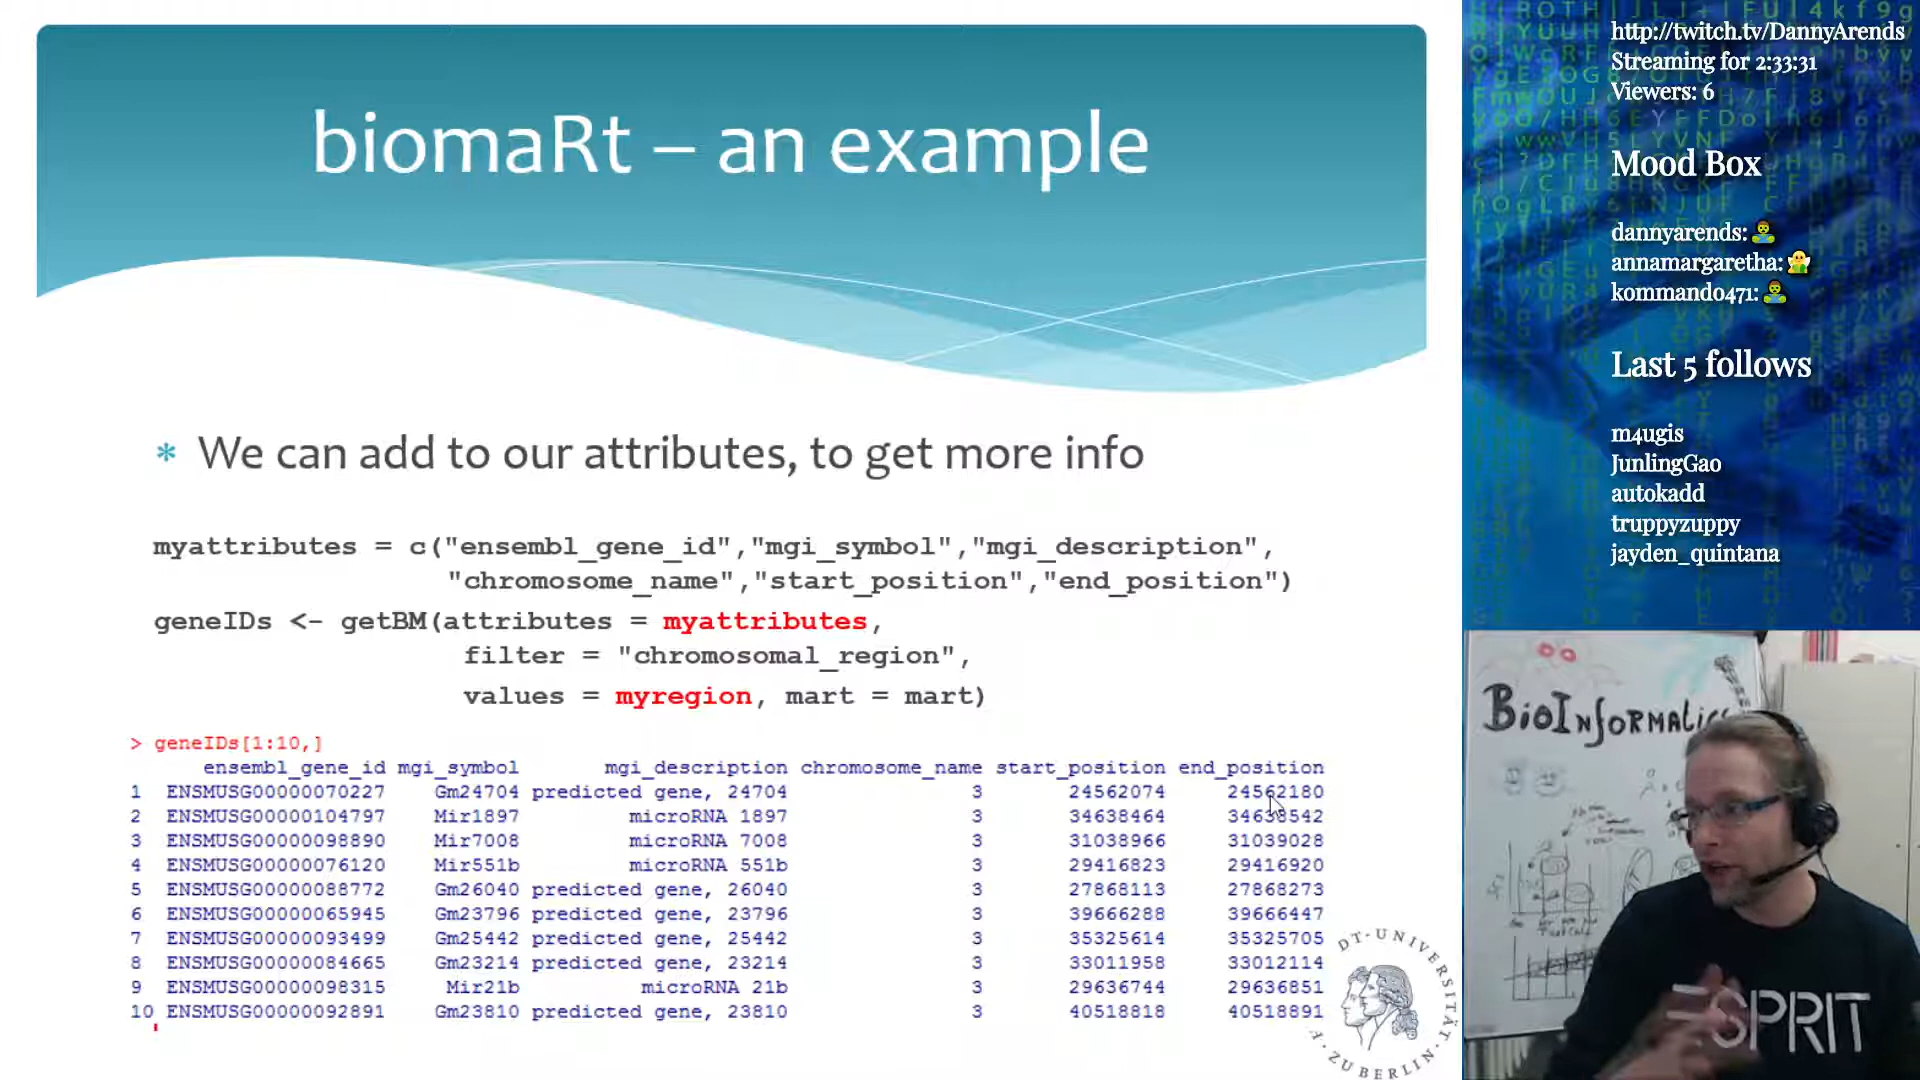 biomaRt – an example
* We can add to our attributes, to get more info
myattributes = c("ensembl_gene_id","mgi_symbol","mgi_description",
"chromosome_name","start_position","end_position")
geneIDs <- getBM(attributes = myattributes,
filter = "chromosomal_region",
values = myregion, mart = mart)
> geneIDs[1:10,]
ensembl_gene_id mgi_symbol mgi_description chromosome_name start_position end_position
1 ENSMUSG00000070227 Gm24704 predicted gene, 24704 3 24562074 24562180
2 ENSMUSG00000104797 Mir1897 microRNA 1897 3 34638464 34638542
3 ENSMUSG00000098890 Mir7008 microRNA 7008 3 31038966 31039028
4 ENSMUSG00000076120 Mir551b microRNA 551b 3 29416823 29416920
5 ENSMUSG00000088772 Gm26040 predicted gene, 26040 3 27868113 27868273
6 ENSMUSG00000065945 Gm23796 predicted gene, 23796 3 39666288 39666447
7 ENSMUSG00000093499 Gm25442 predicted gene, 25442 3 35325614 35325705
8 ENSMUSG00000084665 Gm23214 predicted gene, 23214 3 33011958 33012114
9 ENSMUSG00000098315 Mir21b microRNA 21b 3 29636744 29636851
10 ENSMUSG00000092891 Gm23810 predicted gene, 23810 3 40518818 40518891
DT-UNIVERSITÄT
ZU BERLIN
http://twitch.tv/DannyArends
Streaming for 2:33:31
Viewers: 6
Mood Box
dannyarends: 🧟‍♂️
annamargaretha: 🧚
kommando471: 🧟‍♂️
Last 5 follows
m4ugis
JunlingGao
autokadd
truppyzuppy
jayden_quintana
BioInformatics
ESPRIT